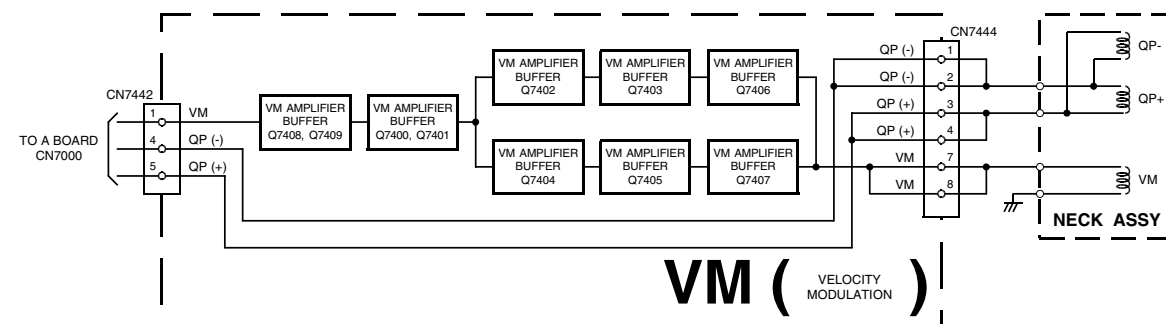 CN7442
TO A BOARD
CN7000
1
VM
4
QP (-)
5
QP (+)
VM AMPLIFIER
BUFFER
Q7408, Q7409
VM AMPLIFIER
BUFFER
Q7400, Q7401
VM AMPLIFIER
BUFFER
Q7402
VM AMPLIFIER
BUFFER
Q7403
VM AMPLIFIER
BUFFER
Q7406
VM AMPLIFIER
BUFFER
Q7404
VM AMPLIFIER
BUFFER
Q7405
VM AMPLIFIER
BUFFER
Q7407
CN7444
QP (-)
1
QP (-)
2
QP (+)
3
QP (+)
4
VM
7
VM
8
QP-
QP+
VM
NECK ASSY
VM (
VELOCITY
MODULATION
)